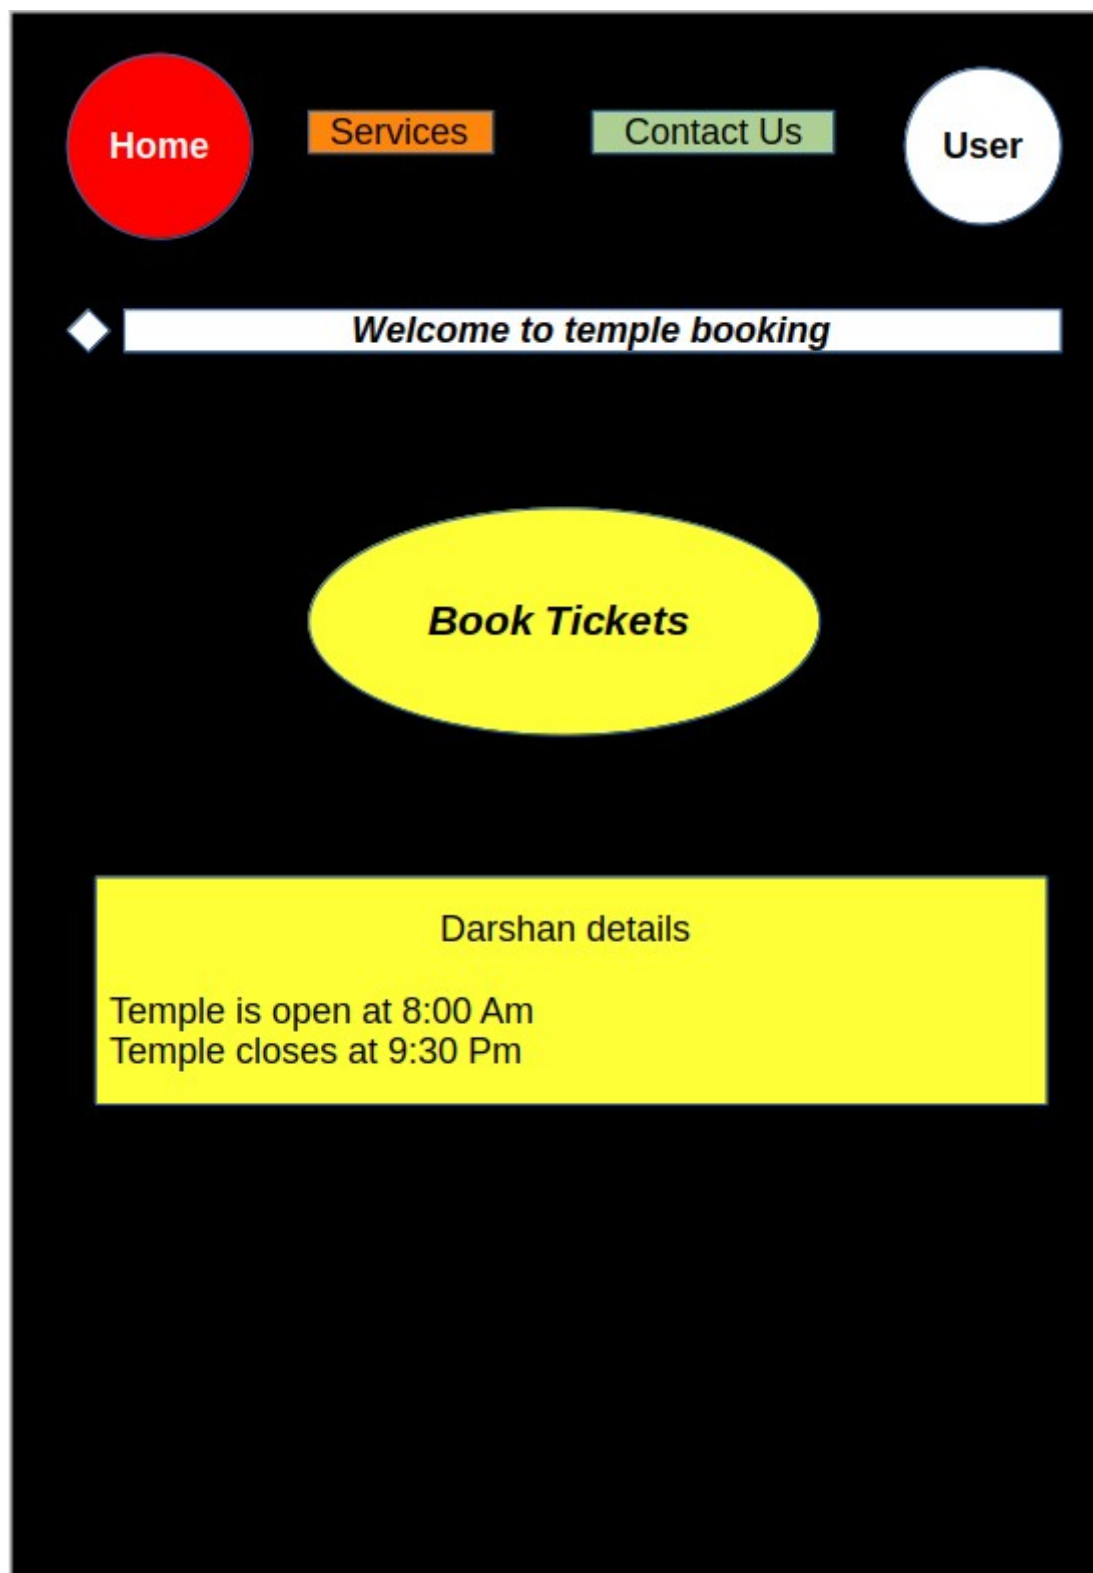 Home
Services
Contact Us
User
Welcome to temple booking
Book Tickets
Darshan details
Temple is open at 8:00 Am
Temple closes at 9:30 Pm